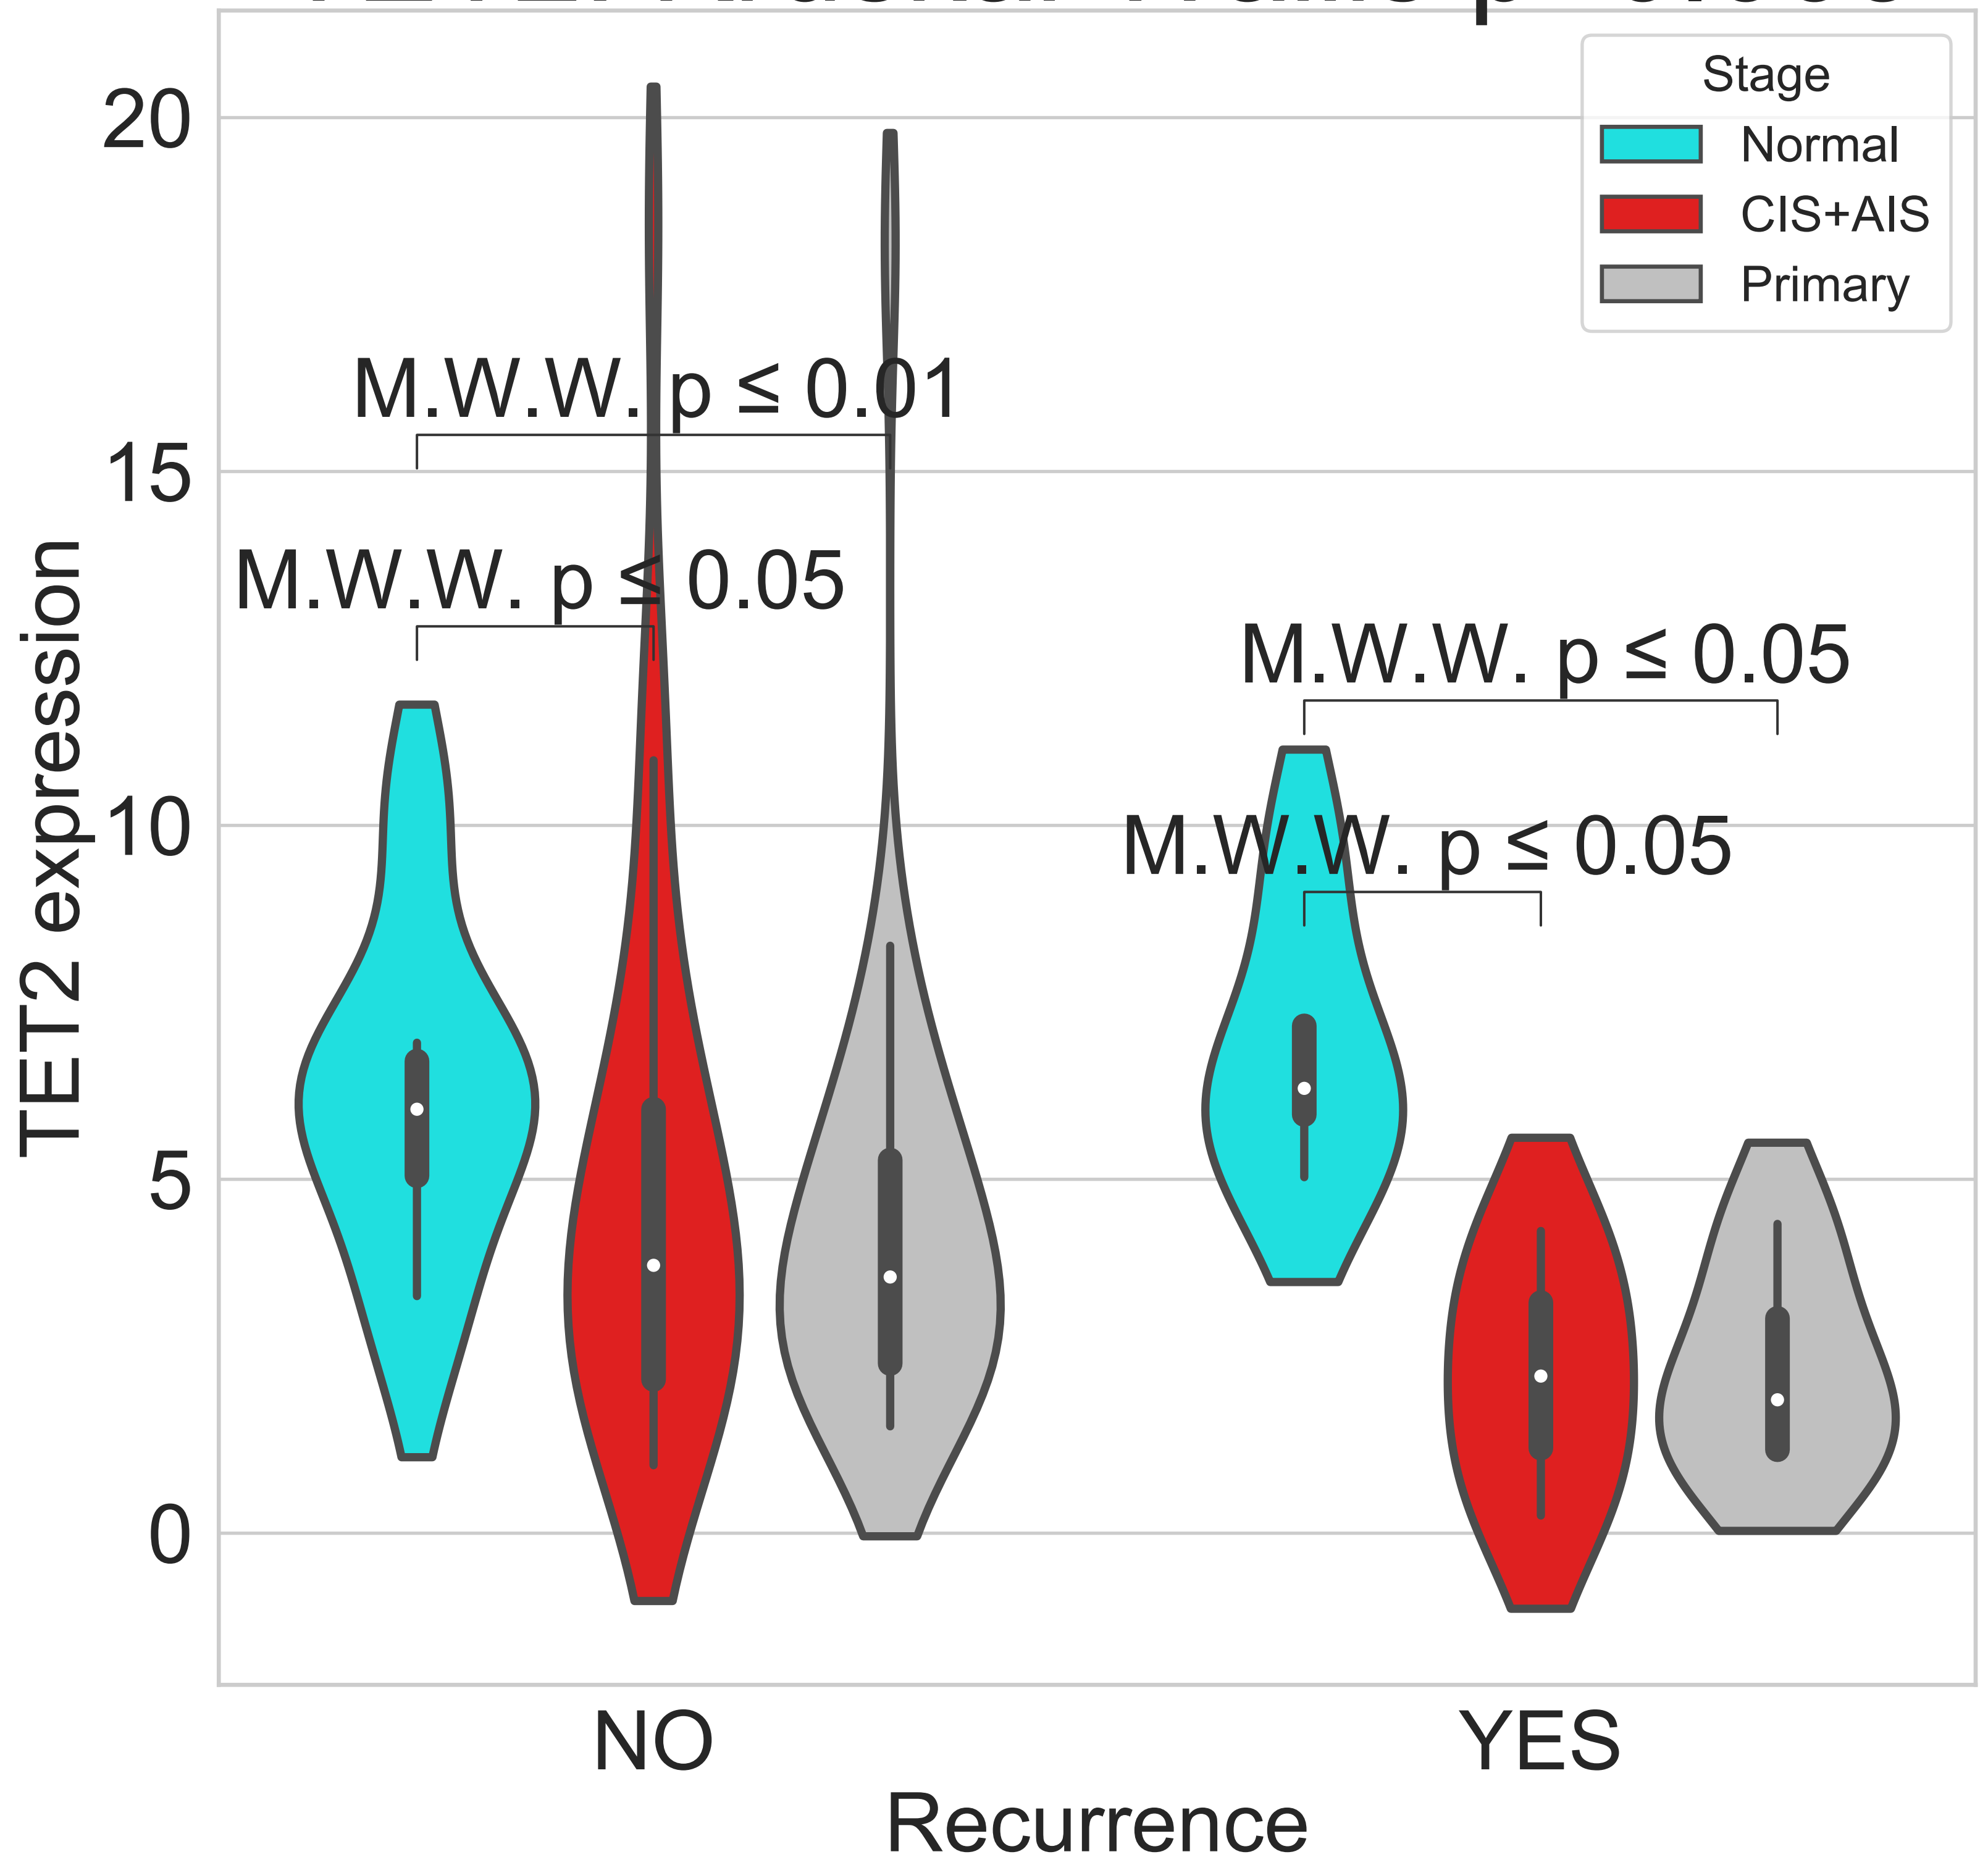 Stage
Normal
CIS+AIS
Primary
20
15
10
5
0
TET2 expression
M.W.W. p ≤ 0.01
M.W.W. p ≤ 0.05
M.W.W. p ≤ 0.05
M.W.W. p ≤ 0.05
NO
YES
Recurrence